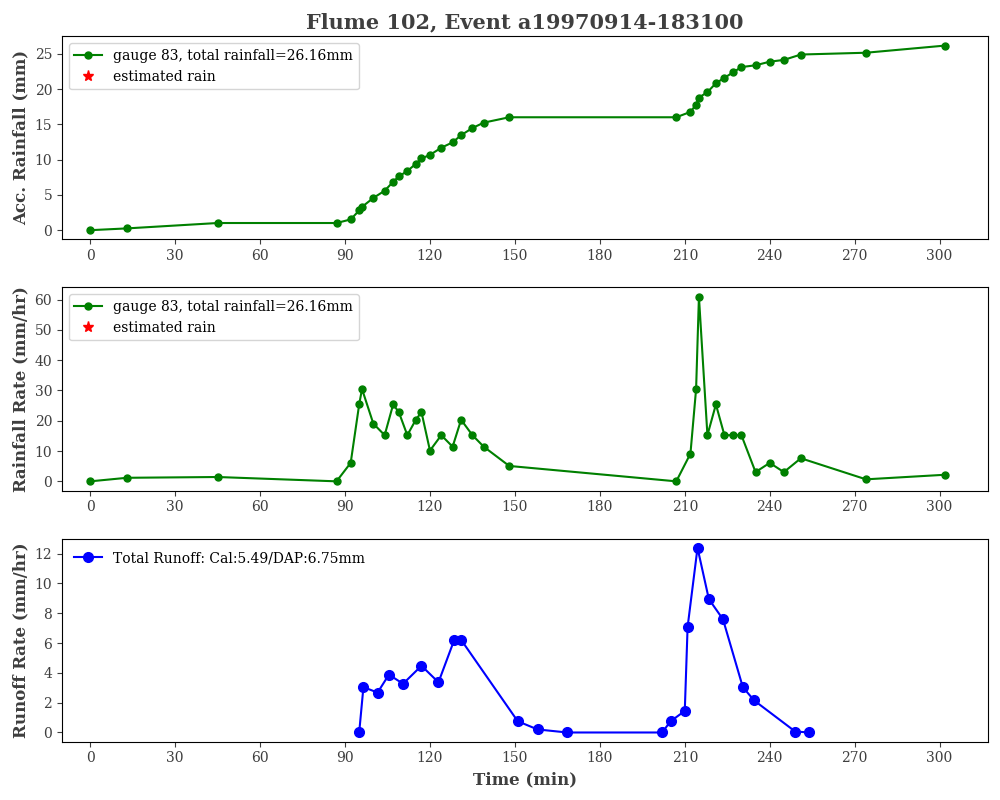 Flume 102, Event a19970914-183100
Acc. Rainfall (mm)
25
20
15
10
5
0
gauge 83, total rainfall=26.16mm
estimated rain
0 30 60 90 120 150 180 210 240 270 300
Rainfall Rate (mm/hr)
60
50
40
30
20
10
0
gauge 83, total rainfall=26.16mm
estimated rain
0 30 60 90 120 150 180 210 240 270 300
Runoff Rate (mm/hr)
12
10
8
6
4
2
0
Total Runoff: Cal:5.49/DAP:6.75mm
0 30 60 90 120 150 180 210 240 270 300
Time (min)